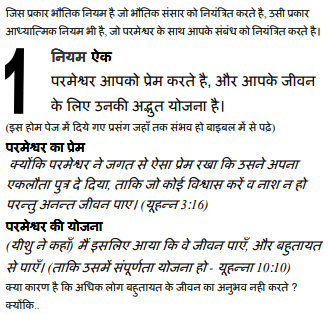 जिस प्रकार भौतिक नियम है जो भौतिक संसार को नियंत्रित करते है, उसी प्रकार
आध्यात्मिक नियम भी है, जो परमेश्वर के साथ आपके संबंध को नियंत्रित करते है।
1
नियम ऐक
परमेश्वर आपको प्रेम करते है, और आपके जीवन
के लिए उनकी अद्भुत योजना है।
(इस होम पेज में दिये गए प्रसंग जहाँ तक संभव हो बाइबल में से पढे)
परमेश्वर का प्रेम
क्योंकि परमेश्वर ने जगत से ऐसा प्रेम रखा कि उसने अपना
एकलौता पुत्र दे दिया, ताकि जो कोई विश्वास करें व नाश न हो
परन्तु अनन्त जीवन पाए। (यूहन्न 3:16)
परमेश्वर की योजना
(यीशु ने कहाँ) मैं इसलिए आया कि वे जीवन पाएँ, और बहुतायत
से पाएँ। (ताकि उसमें संपूर्णता योजना हो - यूहन्ना 10:10)
क्या कारण है कि अधिक लोग बहुतायत के जीवन का अनुभव नही करते ?
क्योंकि..